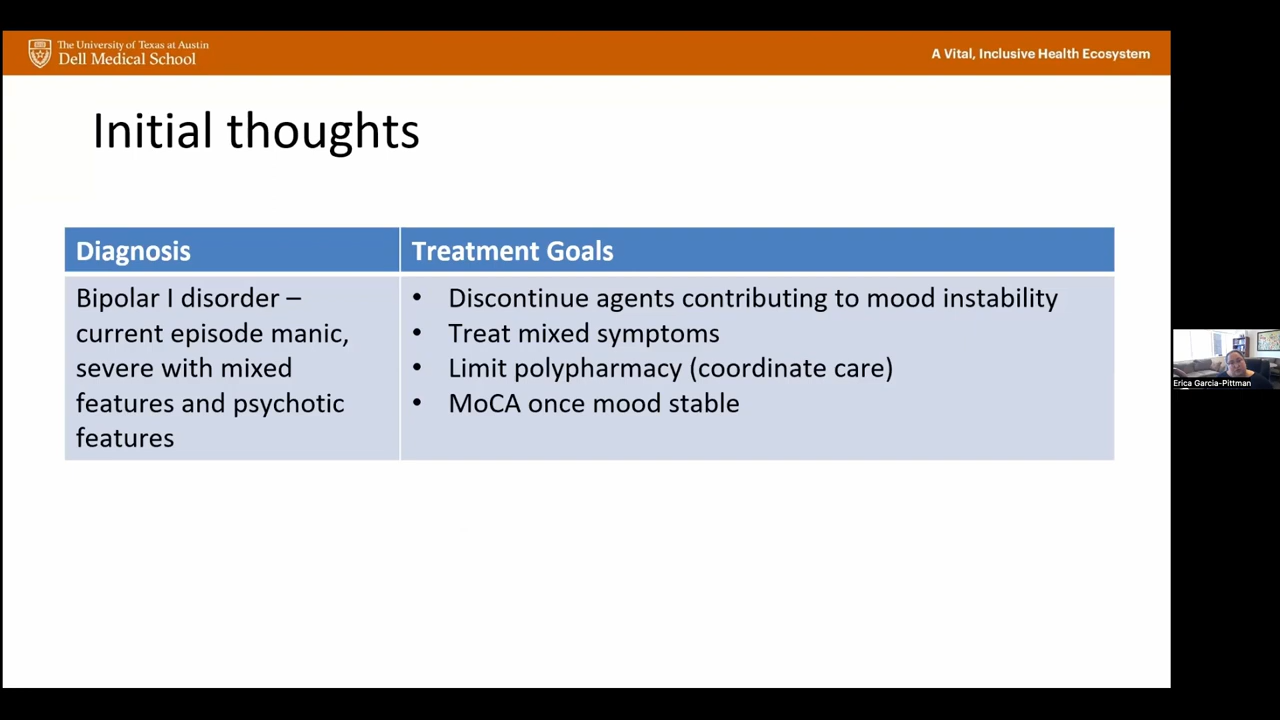 The University of Texas at Austin
Dell Medical School
A Vital, Inclusive Health Ecosystem
Initial thoughts
Diagnosis
Treatment Goals
Bipolar I disorder –
current episode manic,
severe with mixed
features and psychotic
features
• Discontinue agents contributing to mood instability
• Treat mixed symptoms
• Limit polypharmacy (coordinate care)
• MoCA once mood stable
Erica Garcia-Pittman